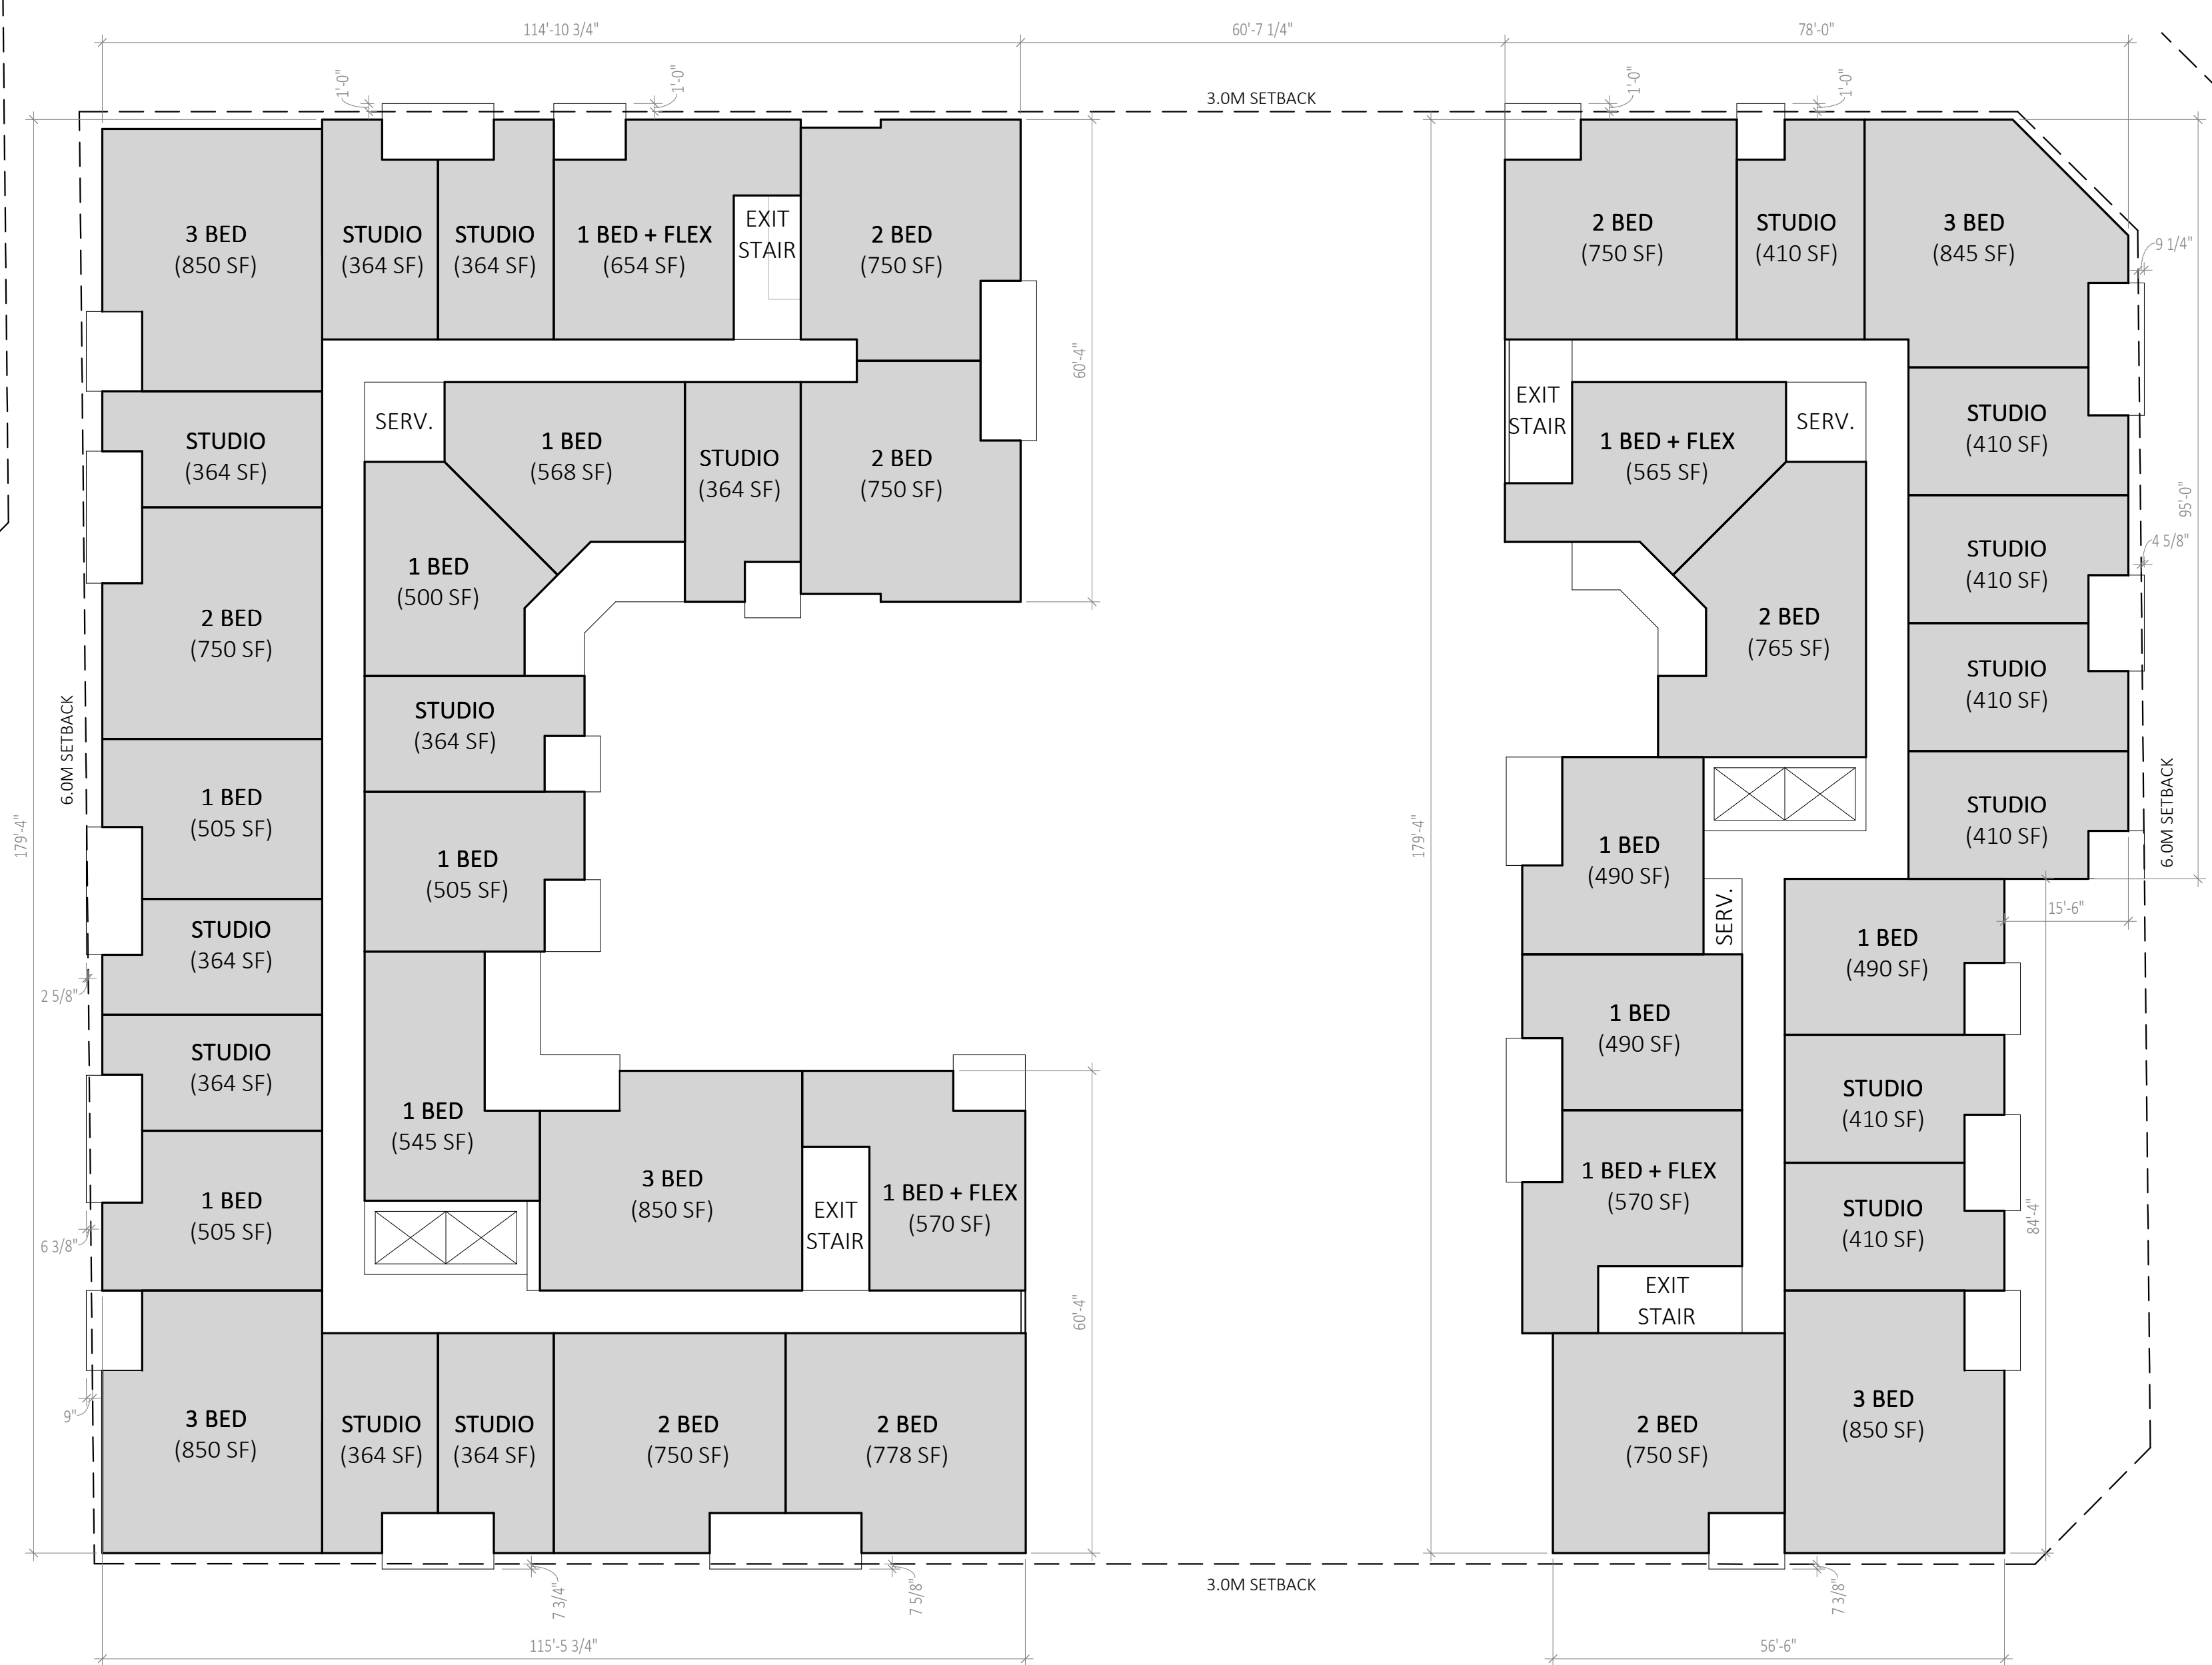 114'-10 3/4"
60'-7 1/4"
78'-0"
1'-0"
1'-0"
3.0M SETBACK
1'-0"
1'-0"
3 BED
(850 SF)
STUDIO
(364 SF)
STUDIO
(364 SF)
1 BED + FLEX
(654 SF)
EXIT
STAIR
2 BED
(750 SF)
2 BED
(750 SF)
STUDIO
(410 SF)
3 BED
(845 SF)
9 1/4"
60'-4"
SERV.
1 BED
(568 SF)
STUDIO
(364 SF)
2 BED
(750 SF)
STUDIO
(364 SF)
EXIT
STAIR
1 BED + FLEX
(565 SF)
SERV.
STUDIO
(410 SF)
95'-0"
1 BED
(500 SF)
STUDIO
(410 SF)
4 5/8"
2 BED
(750 SF)
2 BED
(765 SF)
STUDIO
(410 SF)
STUDIO
(364 SF)
6.0M SETBACK
179'-4"
1 BED
(505 SF)
1 BED
(505 SF)
179'-4"
1 BED
(490 SF)
STUDIO
(410 SF)
6.0M SETBACK
15'-6"
SERV.
STUDIO
(364 SF)
1 BED
(490 SF)
2 5/8"
STUDIO
(364 SF)
1 BED
(490 SF)
STUDIO
(410 SF)
1 BED
(545 SF)
1 BED
(505 SF)
3 BED
(850 SF)
EXIT
STAIR
1 BED + FLEX
(570 SF)
1 BED + FLEX
(570 SF)
STUDIO
(410 SF)
84'-4"
6 3/8"
60'-4"
EXIT
STAIR
9"
3 BED
(850 SF)
STUDIO
(364 SF)
STUDIO
(364 SF)
2 BED
(750 SF)
2 BED
(778 SF)
2 BED
(750 SF)
3 BED
(850 SF)
7 3/4"
7 5/8"
3.0M SETBACK
7 3/8"
115'-5 3/4"
56'-6"